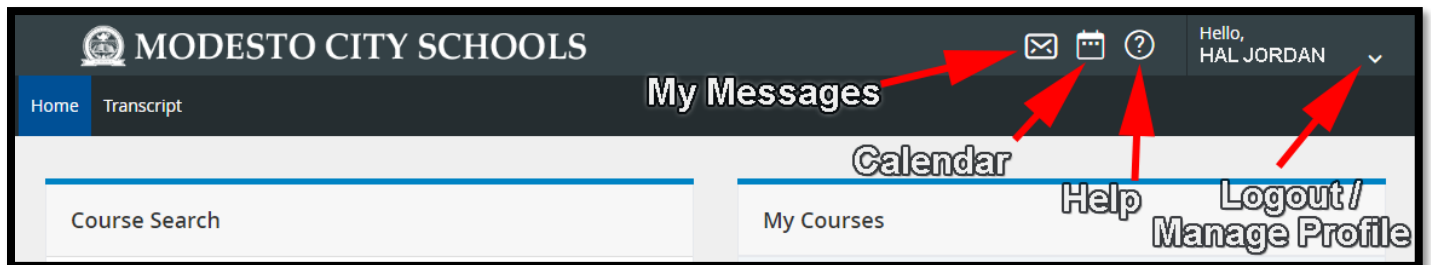 MODESTO CITY SCHOOLS
Hello,
HAL JORDAN
Home Transcript
My Messages
Calendar
Help
Logout /
Manage Profile
Course Search
My Courses